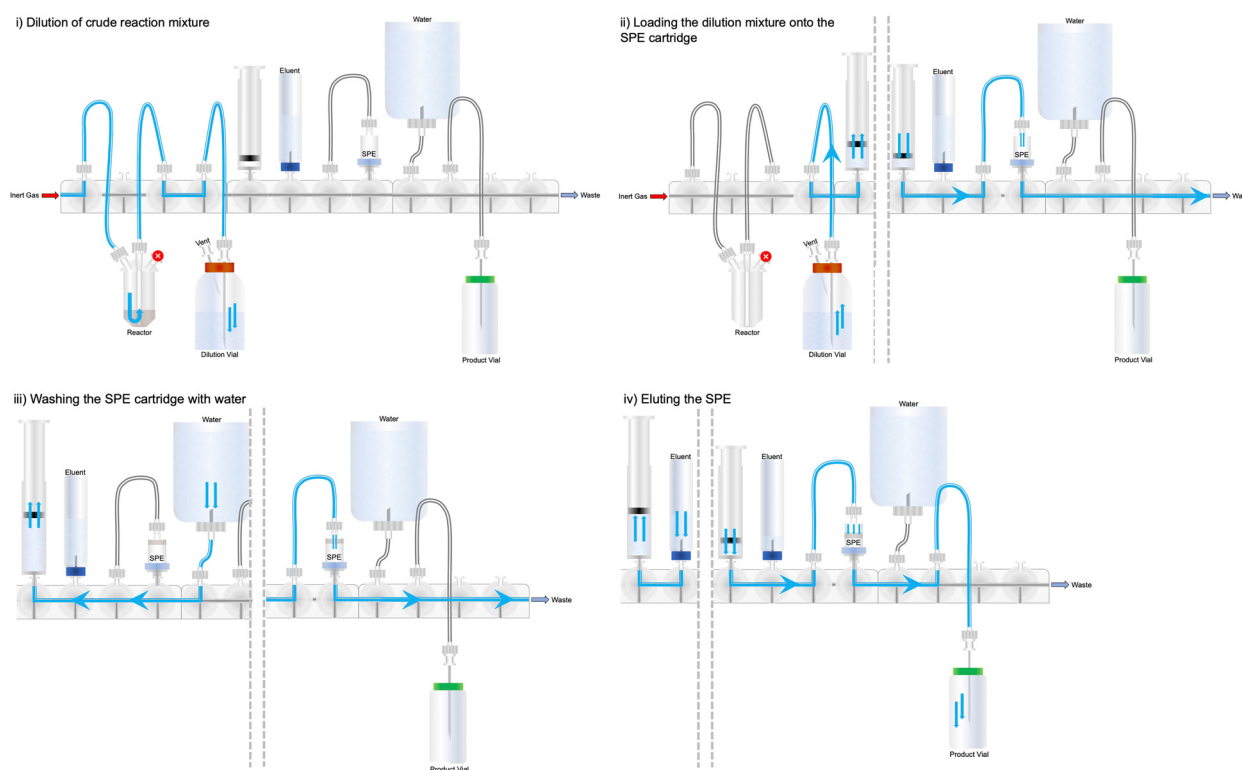 i) Dilution of crude reaction mixture
Water
Eluent
SPE
Inert Gas
Waste
Vent
Reactor
Dilution Vial
Product Vial
ii) Loading the dilution mixture onto the
SPE cartridge
Water
Eluent
SPE
Inert Gas
Wa
Vent
Reactor
Dilution Vial
Product Vial
iii) Washing the SPE cartridge with water
Water
Eluent
SPE
Water
SPE
Waste
Product Vial
iv) Eluting the SPE
Water
Eluent
Eluent
SPE
Waste
Product Vial